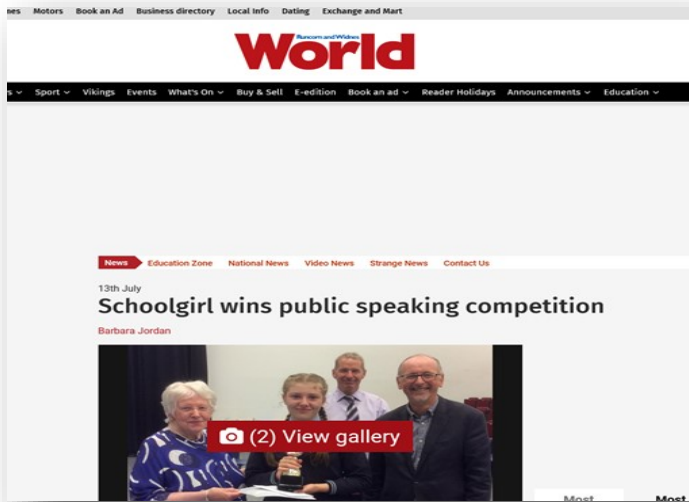 nes Motors Book an Ad Business directory Local Info Dating Exchange and Mart
Runcorn and Widnes
World
s Sport Vikings Events What's On Buy & Sell E-edition Book an ad Reader Holidays Announcements Education
News Education Zone National News Video News Strange News Contact Us
13th July
Schoolgirl wins public speaking competition
Barbara Jordan
(2) View gallery
Most Most